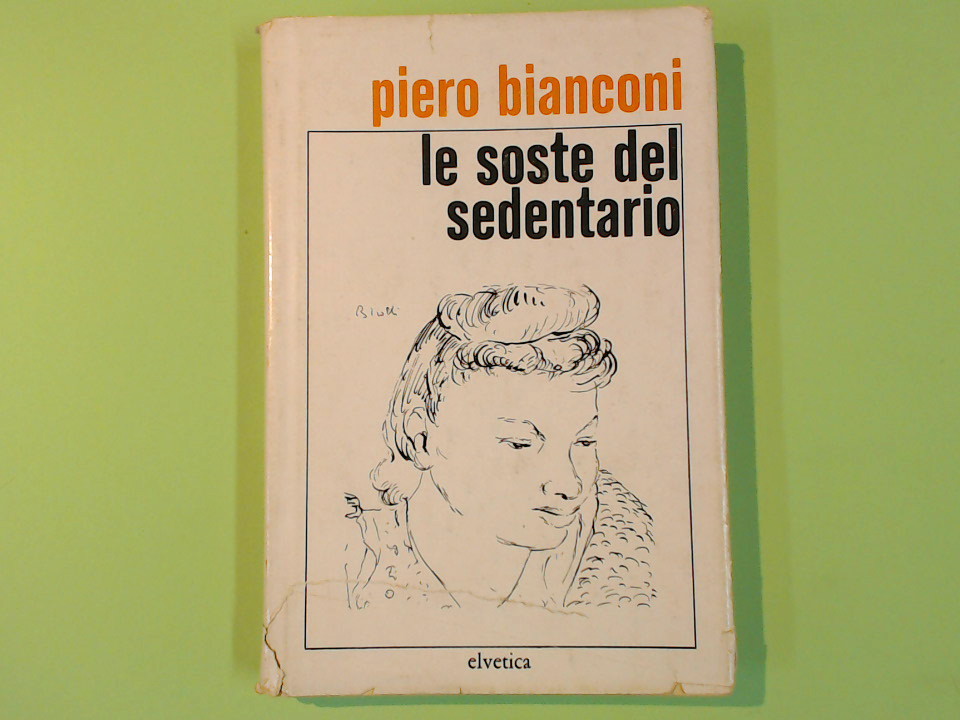 piero bianconi
le soste del
sedentario
elvetica